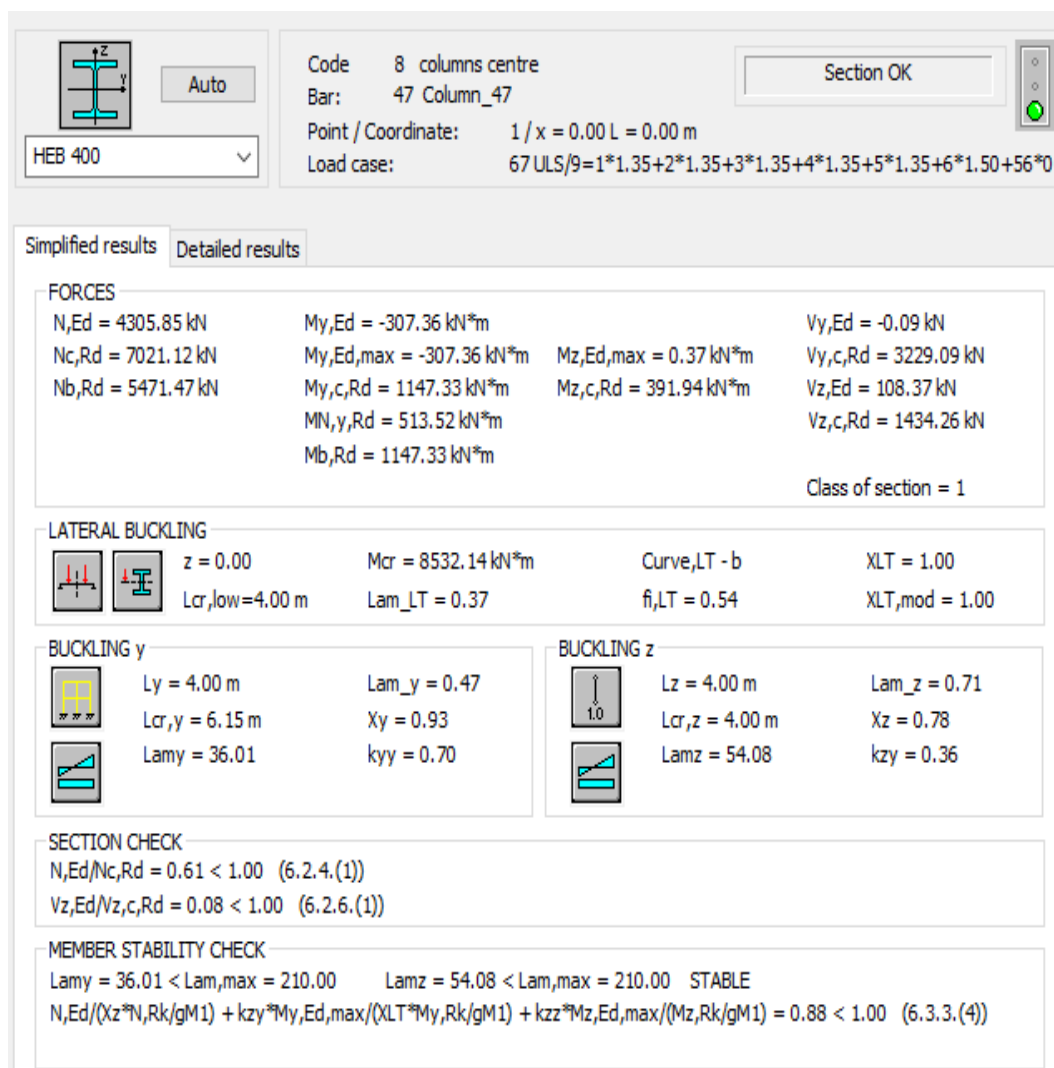 Z
Y
Auto
HEB 400
Code 8 columns centre
Bar: 47 Column_47
Point / Coordinate: 1 / x = 0.00 L = 0.00 m
Load case: 67 ULS/9=1*1.35+2*1.35+3*1.35+4*1.35+5*1.35+6*1.50+56*0
Section OK
Simplified results Detailed results
FORCES
N,Ed = 4305.85 kN My,Ed = -307.36 kN*m Vy,Ed = -0.09 kN
Nc,Rd = 7021.12 kN My,Ed,max = -307.36 kN*m Mz,Ed,max = 0.37 kN*m Vy,c,Rd = 3229.09 kN
Nb,Rd = 5471.47 kN My,c,Rd = 1147.33 kN*m Mz,c,Rd = 391.94 kN*m Vz,Ed = 108.37 kN
MN,y,Rd = 513.52 kN*m Vz,c,Rd = 1434.26 kN
Mb,Rd = 1147.33 kN*m
Class of section = 1
LATERAL BUCKLING
z = 0.00 Mcr = 8532.14 kN*m Curve,LT - b XLT = 1.00
Lcr,low=4.00 m Lam_LT = 0.37 fi,LT = 0.54 XLT,mod = 1.00
BUCKLING y
Ly = 4.00 m Lam_y = 0.47
Lcr,y = 6.15 m Xy = 0.93
Lamy = 36.01 kyy = 0.70
BUCKLING z
1.0
Lz = 4.00 m Lam_z = 0.71
Lcr,z = 4.00 m Xz = 0.78
Lamz = 54.08 kzy = 0.36
SECTION CHECK
N,Ed/Nc,Rd = 0.61 < 1.00 (6.2.4.(1))
Vz,Ed/Vz,c,Rd = 0.08 < 1.00 (6.2.6.(1))
MEMBER STABILITY CHECK
Lamy = 36.01 < Lam,max = 210.00 Lamz = 54.08 < Lam,max = 210.00 STABLE
N,Ed/(Xz*N,Rk/gM1) + kzy*My,Ed,max/(XLT*My,Rk/gM1) + kzz*Mz,Ed,max/(Mz,Rk/gM1) = 0.88 < 1.00 (6.3.3.(4))